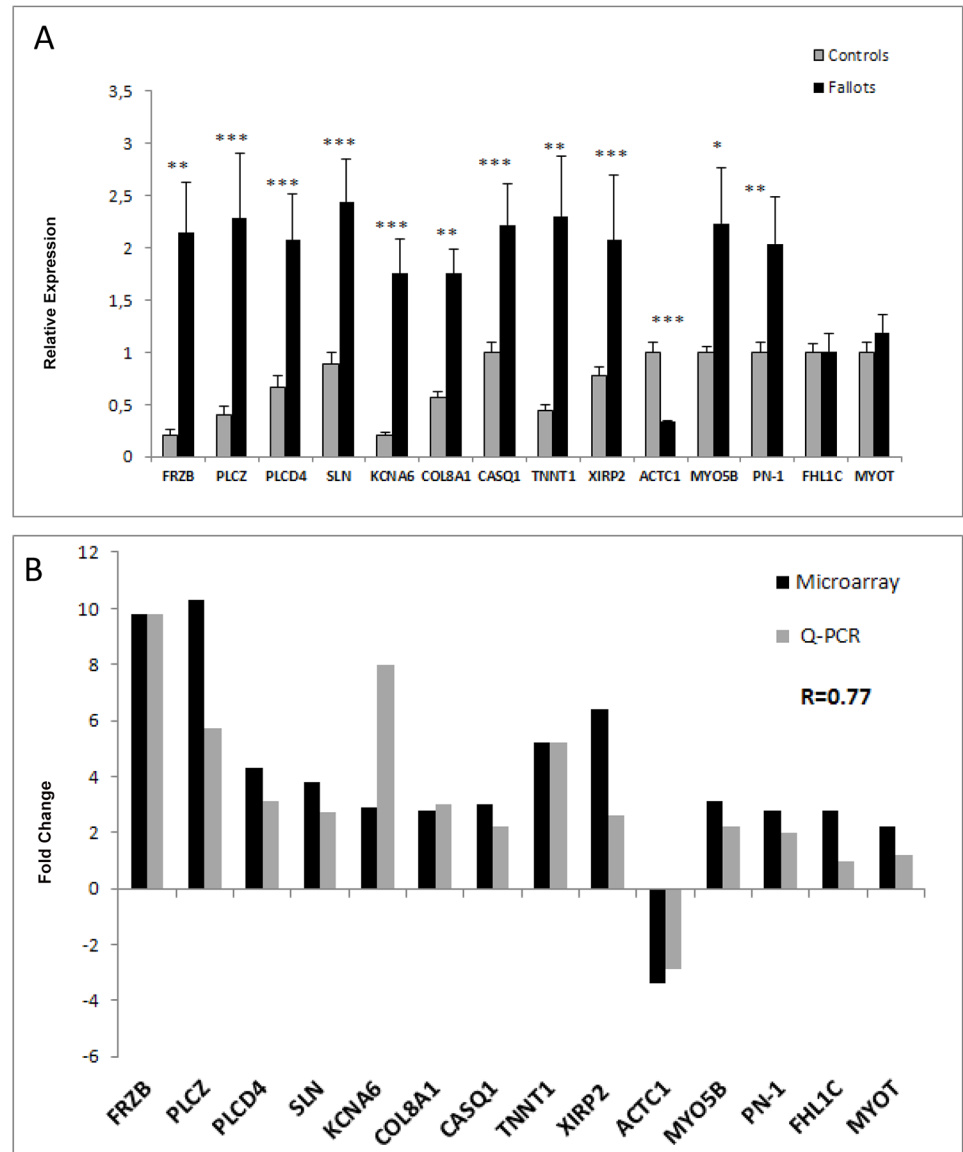 A
Controls
Fallots
Relative Expression
3,5
3
2,5
2
1,5
1
0,5
0
** *** *** *** *** ** *** ** *** *** * **
FRZB PLCZ PLCD4 SLN KCNA6 COL8A1 CASQ1 TNNT1 XIRP2 ACTC1 MYO5B PN-1 FHL1C MYOT
B
Microarray
Q-PCR
R=0.77
Fold Change
12
10
8
6
4
2
0
-2
-4
-6
FRZB PLCZ PLCD4 SLN KCNA6 COL8A1 CASQ1 TNNT1 XIRP2 ACTC1 MYO5B PN-1 FHL1C MYOT